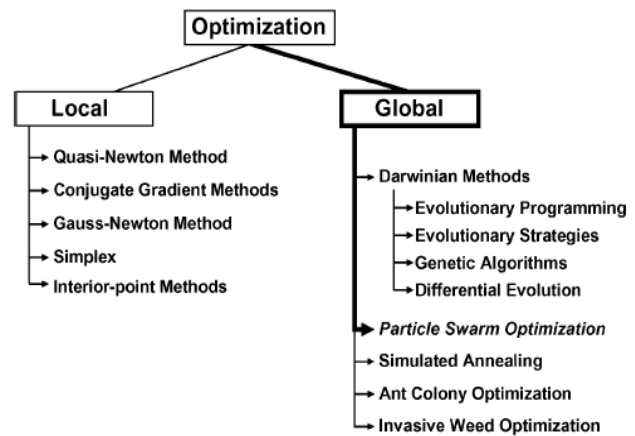 Optimization
Local
Quasi-Newton Method
Conjugate Gradient Methods
Gauss-Newton Method
Simplex
Interior-point Methods
Global
Darwinian Methods
Evolutionary Programming
Evolutionary Strategies
Genetic Algorithms
Differential Evolution
Particle Swarm Optimization
Simulated Annealing
Ant Colony Optimization
Invasive Weed Optimization